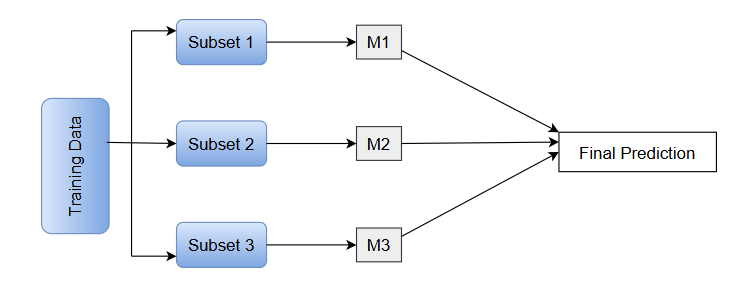 Training Data
Subset 1
M1
Subset 2
M2
Subset 3
M3
Final Prediction